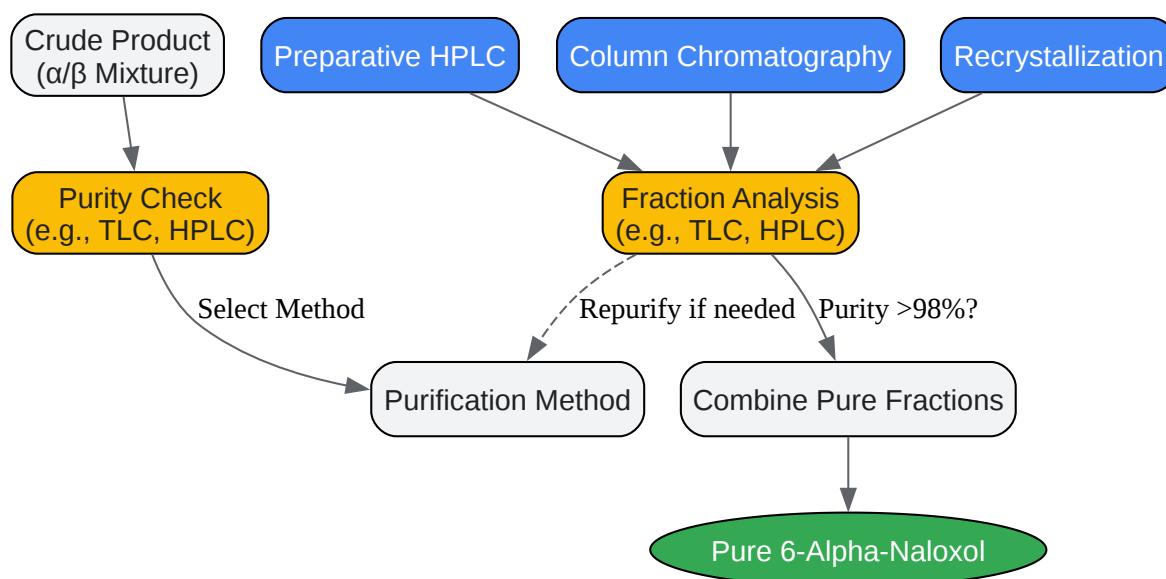 Crude Product
(α/β Mixture)
Preparative HPLC
Column Chromatography
Recrystallization
Purity Check
(e.g., TLC, HPLC)
Fraction Analysis
(e.g., TLC, HPLC)
Select Method
Repurify if needed
Purity >98%?
Purification Method
Combine Pure Fractions
Pure 6-Alpha-Naloxol